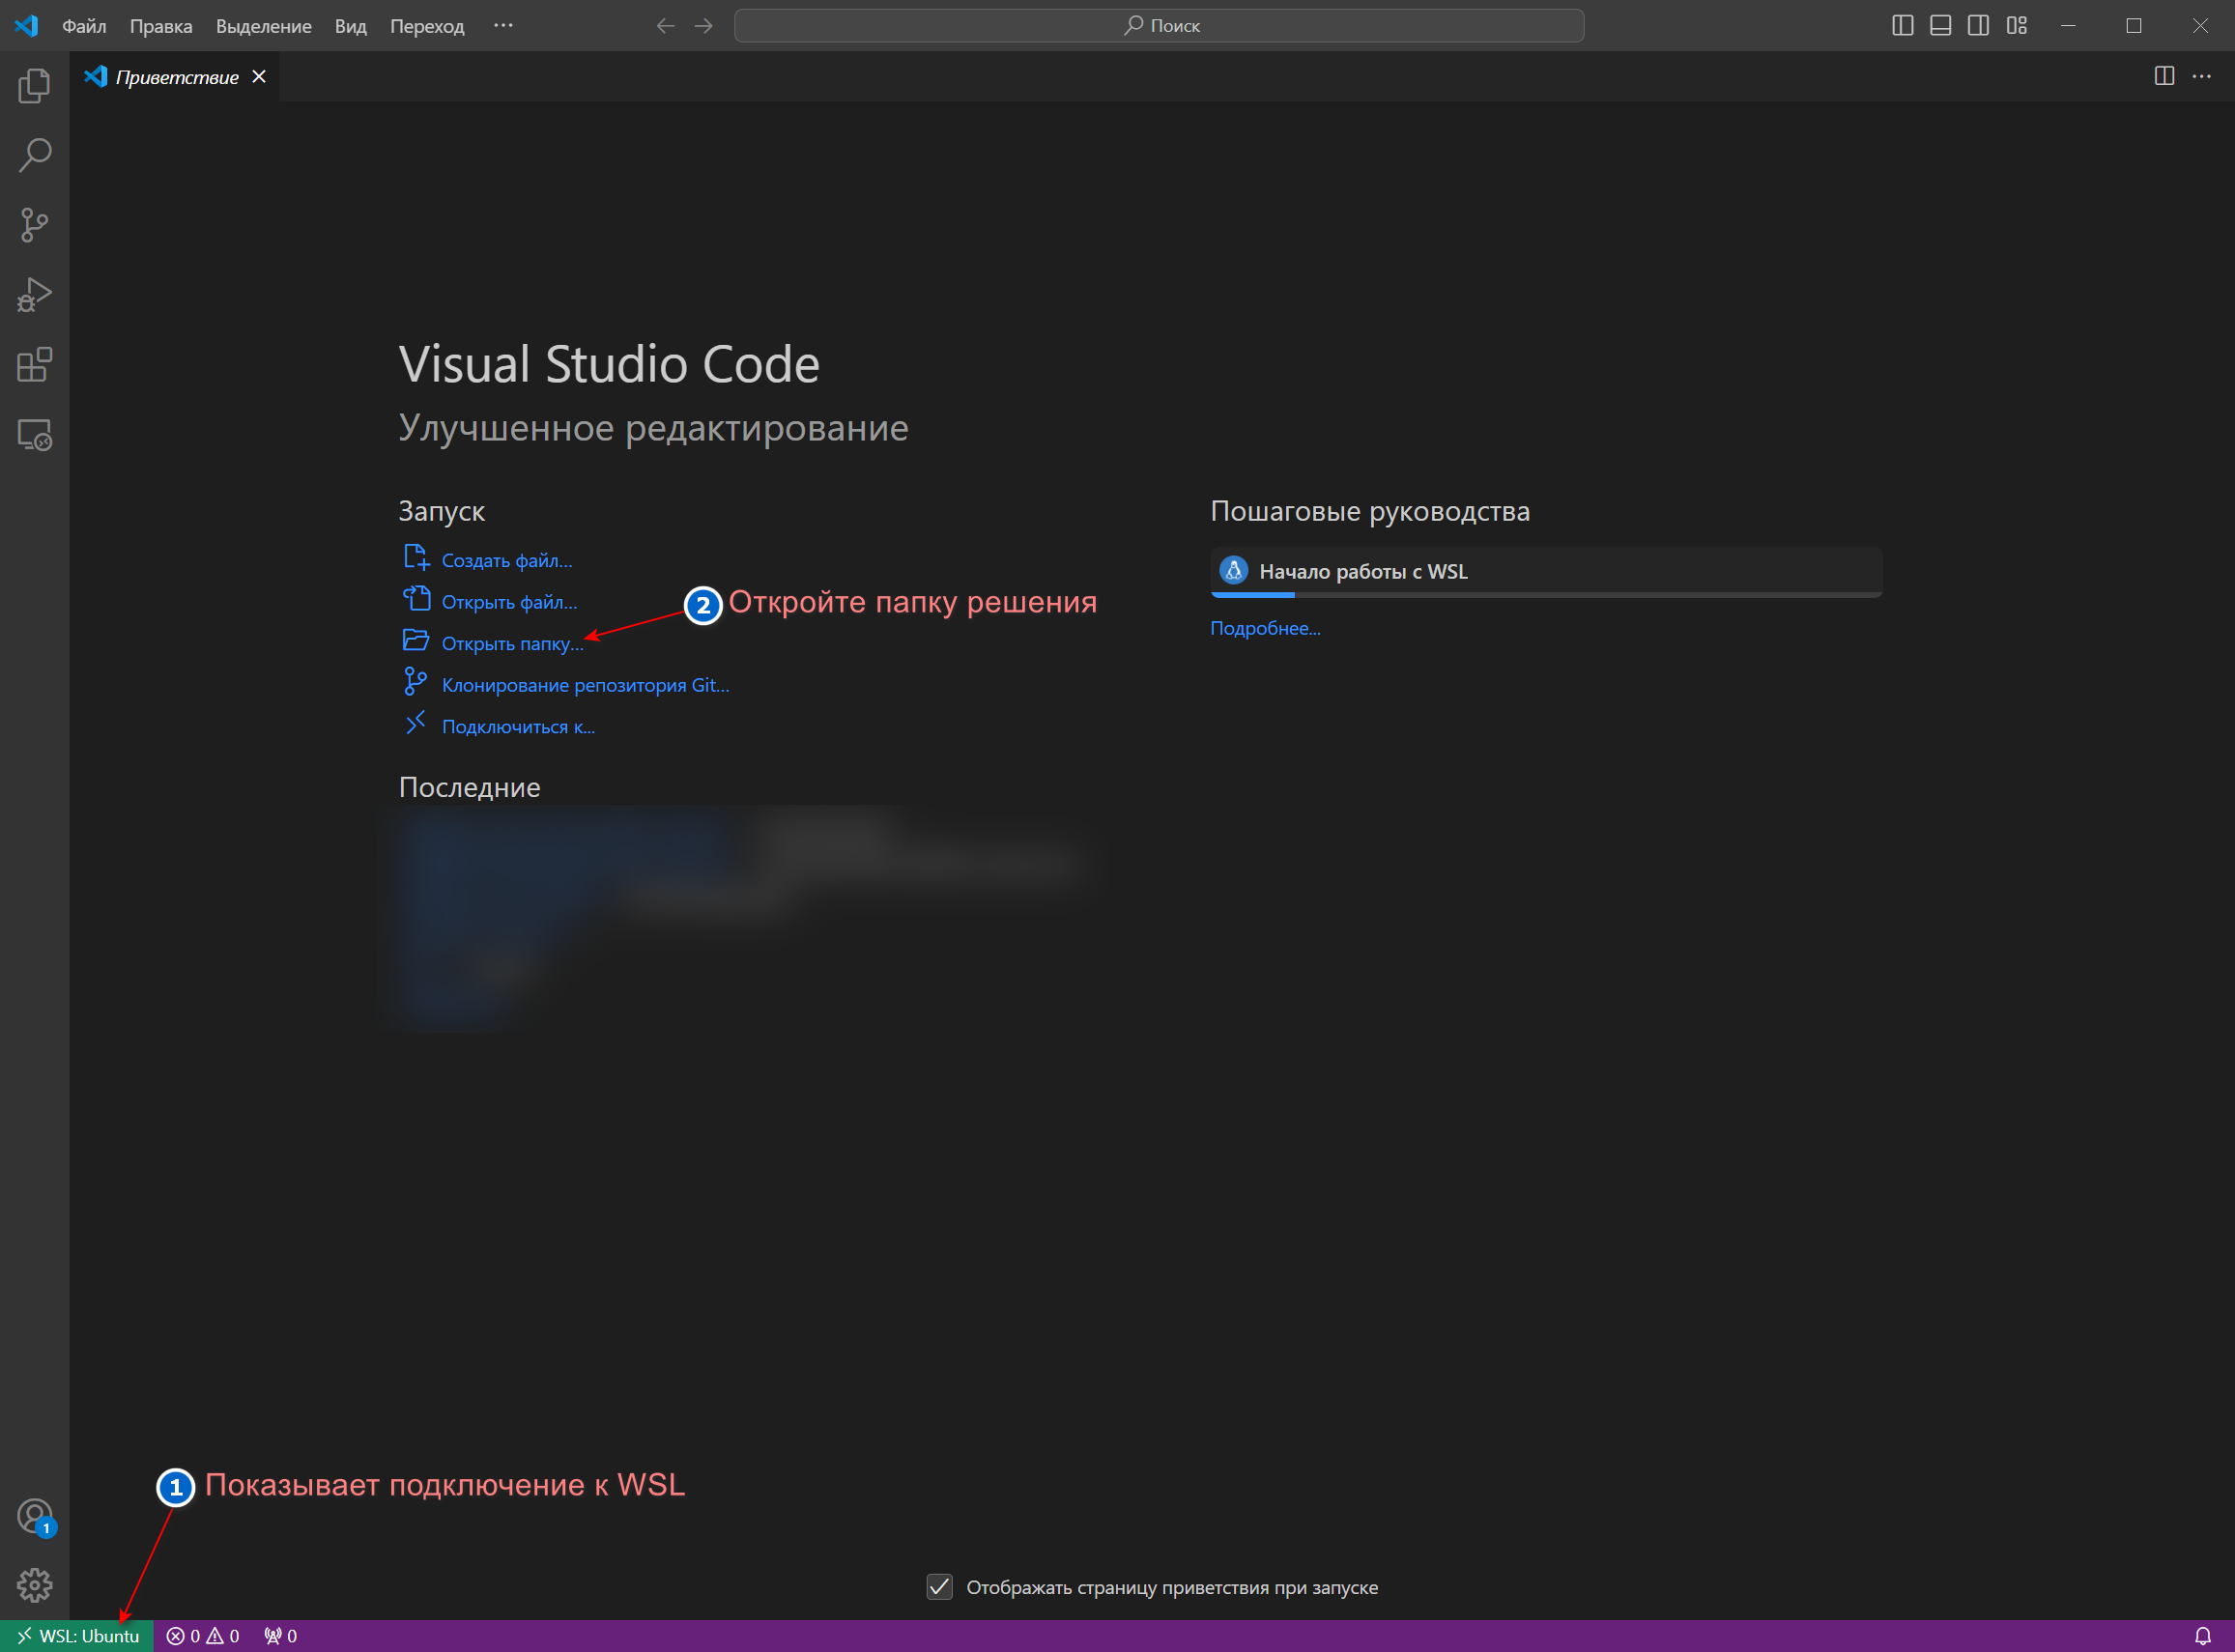 Файл Правка Выделение Вид Переход ··· Поиск
Приветствие
Visual Studio Code
Улучшенное редактирование
Запуск
Создать файл...
Открыть файл...
Открыть папку...
Клонирование репозитория Git...
Подключиться к...
2 Откройте папку решения
Последние
Пошаговые руководства
Начало работы с WSL
Подробнее...
1 Показывает подключение к WSL
1
Отображать страницу приветствия при запуске
WSL: Ubuntu 0 0 0